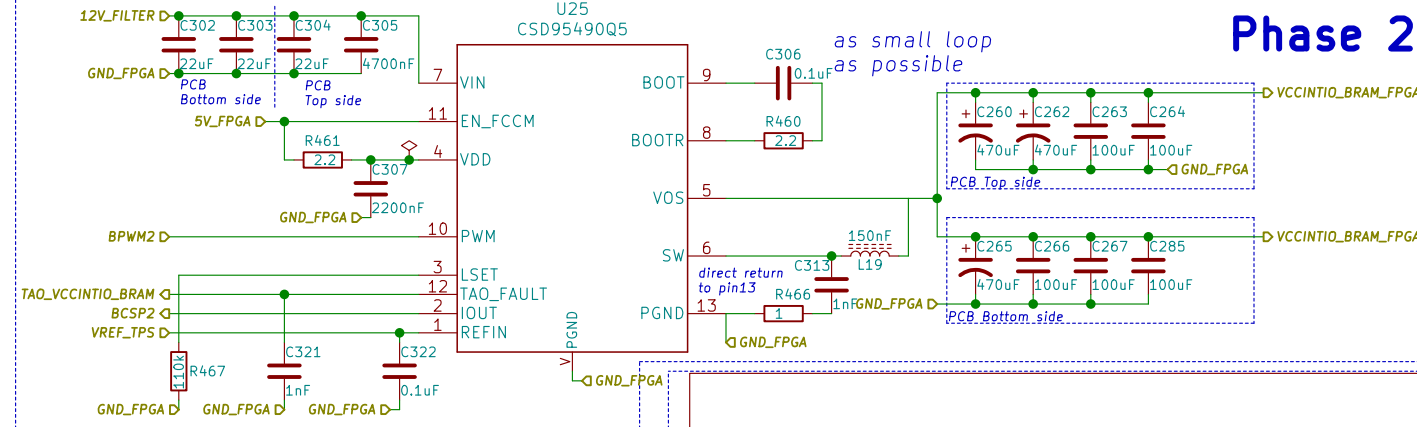 12V_FILTER
C302
C303
C304
C305
22uF
22uF
22uF
4700nF
GND_FPGA
PCB
Bottom side
PCB
Top side
5V_FPGA
R461
2.2
C307
2200nF
GND_FPGA
BPWM2
TAO_VCCINTIO_BRAM
BCSP2
VREF_TPS
110k
R467
C321
1nF
C322
0.1uF
GND_FPGA
GND_FPGA
GND_FPGA
U25
CSD95490Q5
7
VIN
11
EN_FCCM
4
VDD
10
PWM
3
LSET
12
TAO_FAULT
2
IOUT
1
REFIN
BOOT
9
BOOTR
8
VOS
5
SW
6
PGND
13
PGND
V
GND_FPGA
C306
0.1uF
R460
2.2
as small loop
as possible
150nF
L19
C313
1nF
direct return
to pin13
R466
1
GND_FPGA
Phase 2
VCCINTIO_BRAM_FPGA
+
C260
+
C262
C263
C264
470uF
470uF
100uF
100uF
GND_FPGA
PCB Top side
VCCINTIO_BRAM_FPGA
+
C265
C266
C267
C285
470uF
100uF
100uF
100uF
GND_FPGA
PCB Bottom side